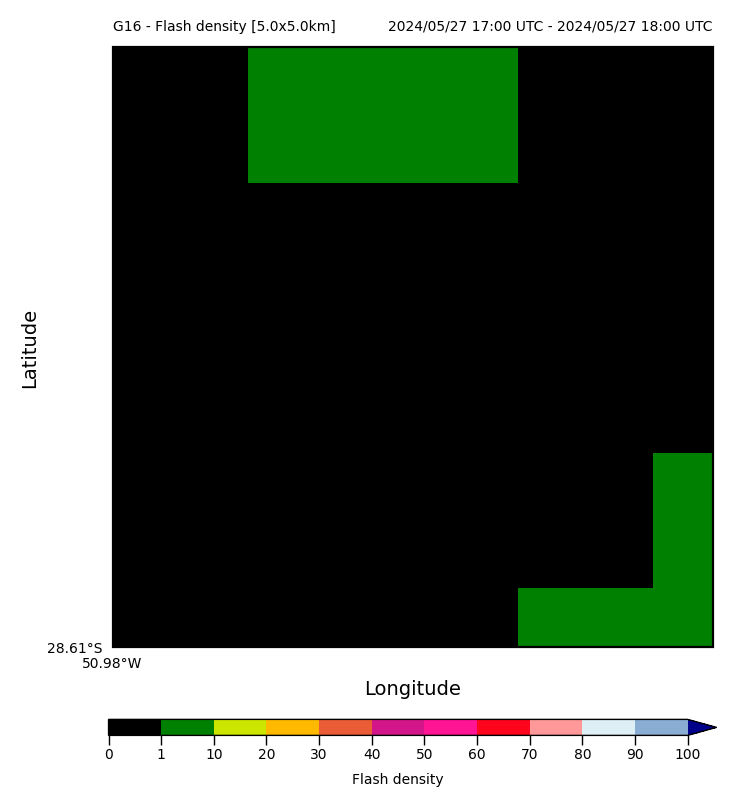 G16 - Flash density [5.0x5.0km] 2024/05/27 17:00 UTC - 2024/05/27 18:00 UTC
Latitude
28.61°S
50.98°W
Longitude
0 1 10 20 30 40 50 60 70 80 90 100
Flash density